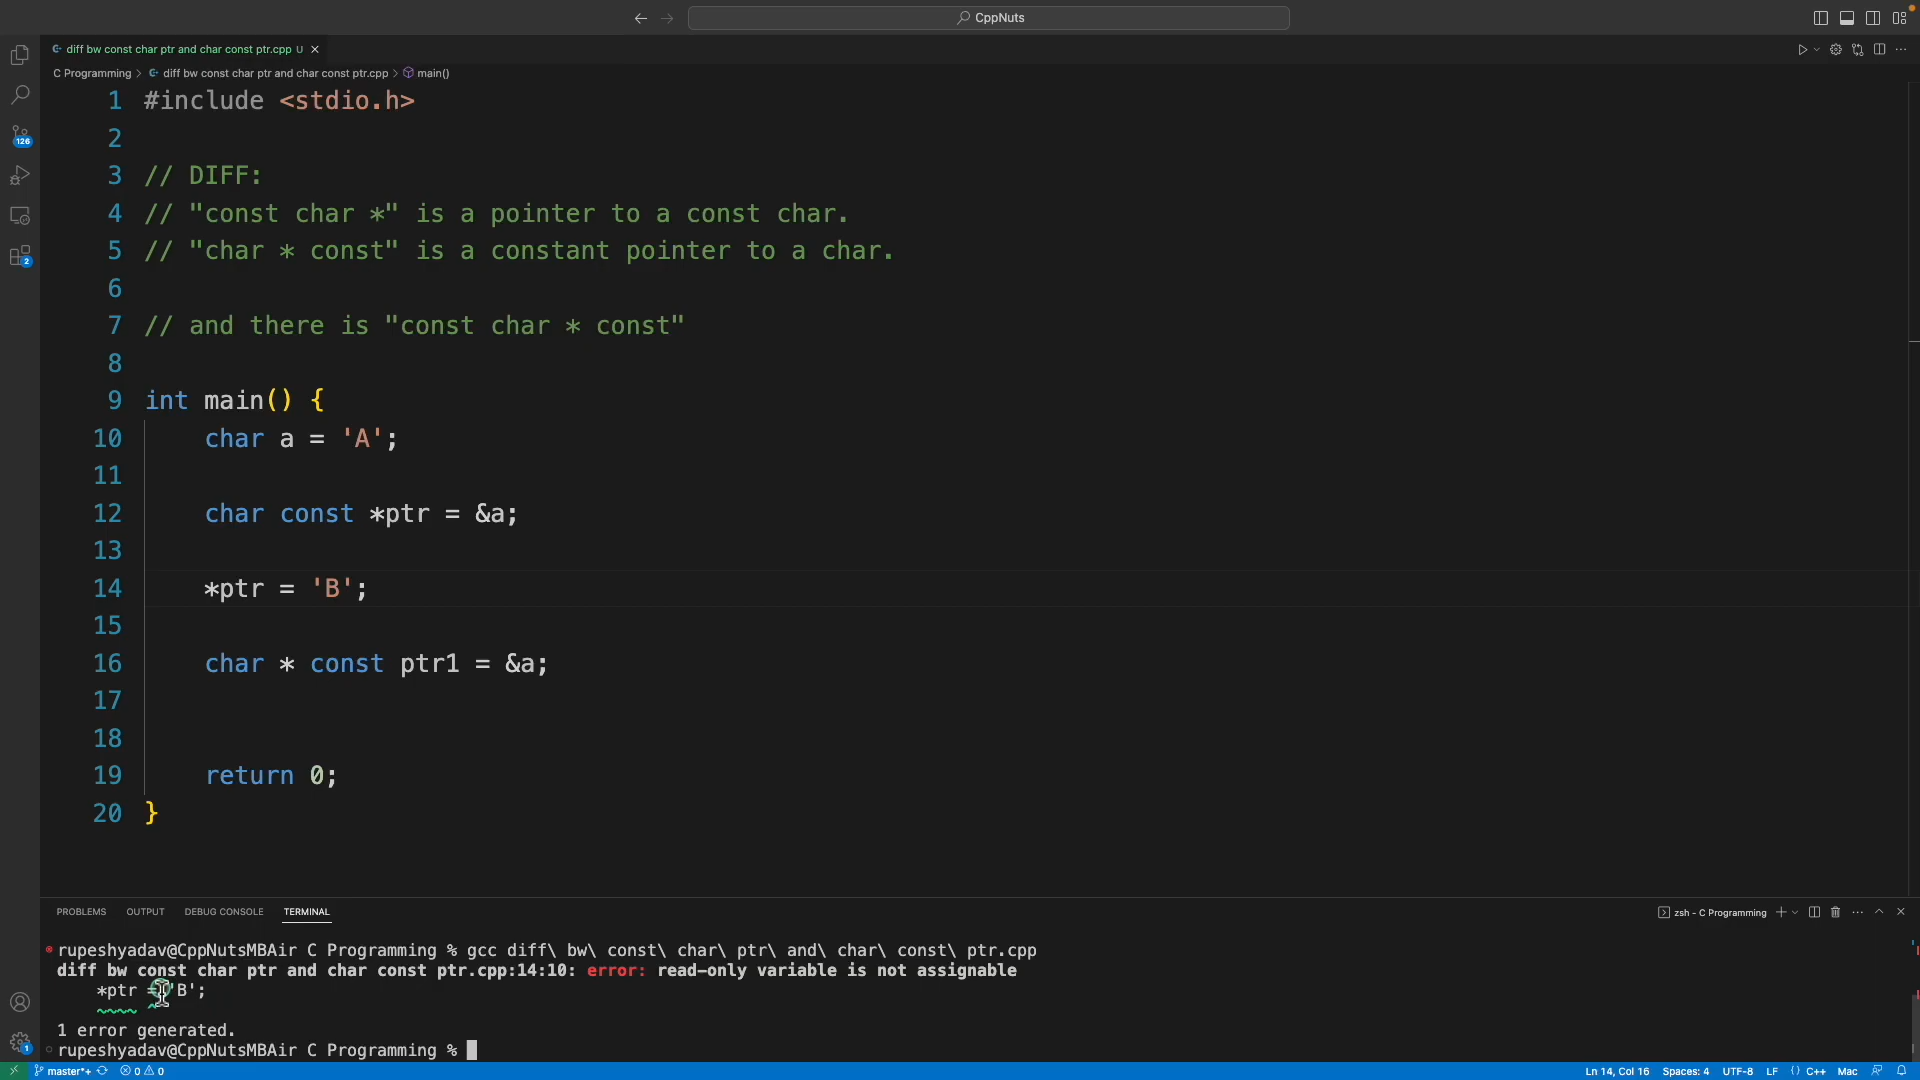 CppNuts
diff bw const char ptr and char const ptr.cpp U
C Programming > diff bw const char ptr and char const ptr.cpp > main()
1 #include <stdio.h>
2
3 // DIFF:
4 // "const char *" is a pointer to a const char.
5 // "char * const" is a constant pointer to a char.
6
7 // and there is "const char * const"
8
9 int main() {
10 char a = 'A';
11
12 char const *ptr = &a;
13
14 *ptr = 'B';
15
16 char * const ptr1 = &a;
17
18
19 return 0;
20 }
126
2
1
PROBLEMS OUTPUT DEBUG CONSOLE TERMINAL
zsh - C Programming
rupeshyadav@CppNutsMBAir C Programming % gcc diff\ bw\ const\ char\ ptr\ and\ char\ const\ ptr.cpp
diff bw const char ptr and char const ptr.cpp:14:10: error: read-only variable is not assignable
*ptr = 'B';
~~~~ ^
1 error generated.
rupeshyadav@CppNutsMBAir C Programming %
master*+ 0 0 Ln 14, Col 16 Spaces: 4 UTF-8 LF {} C++ Mac